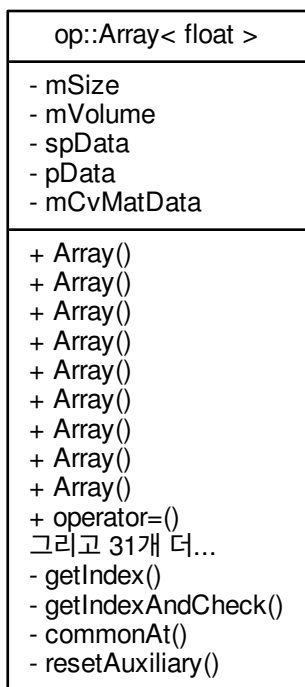 op::Array< float >
- mSize
- mVolume
- spData
- pData
- mCvMatData
+ Array()
+ Array()
+ Array()
+ Array()
+ Array()
+ Array()
+ Array()
+ Array()
+ Array()
+ operator=()
그리고 31개 더...
- getIndex()
- getIndexAndCheck()
- commonAt()
- resetAuxiliary()